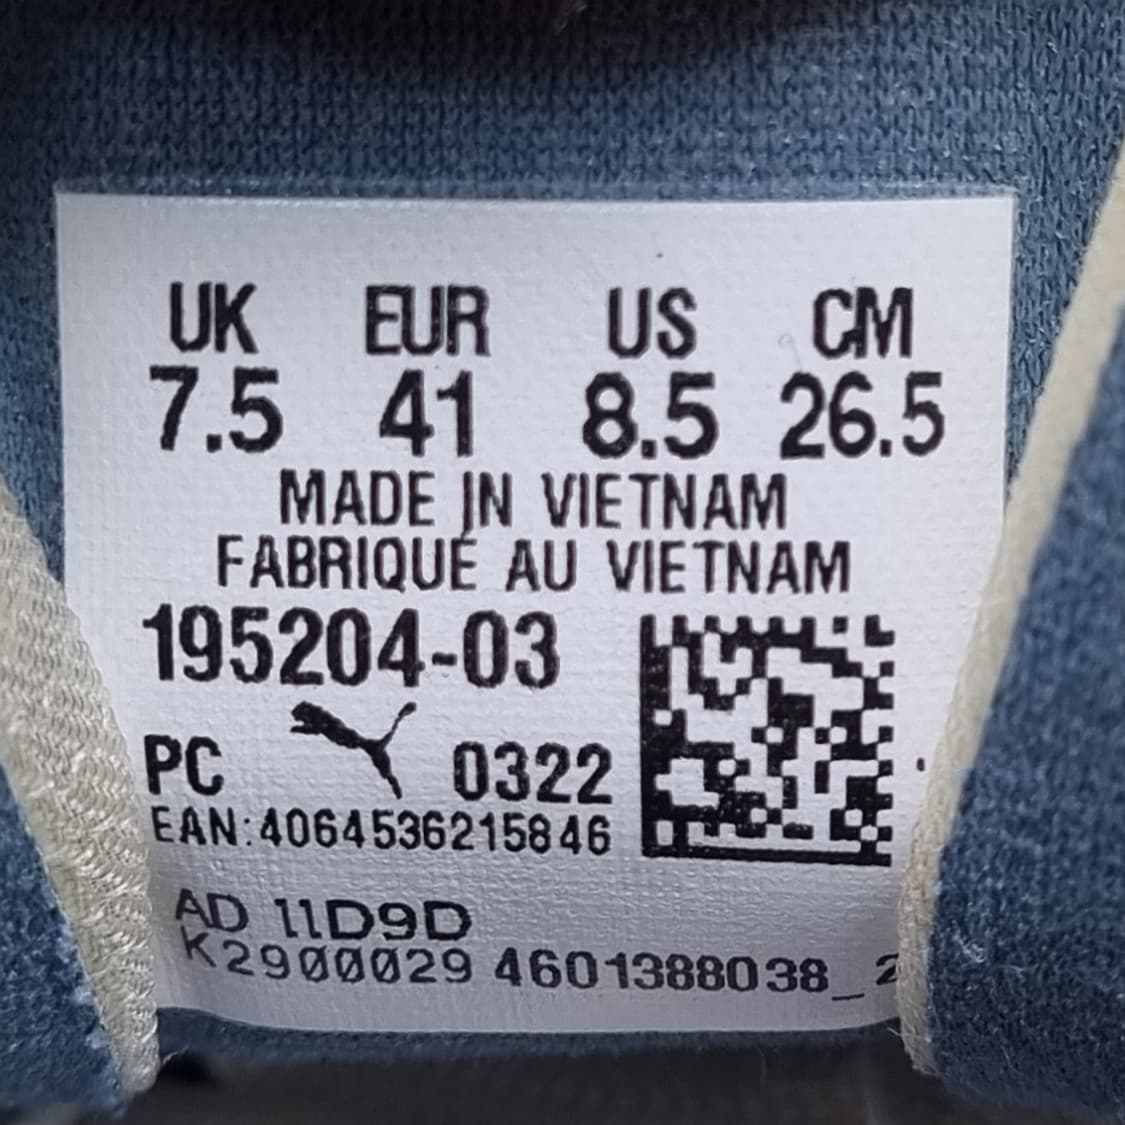 UK EUR US CM
7.5 41 8.5 26.5
MADE IN VIETNAM
FABRIQUÉ AU VIETNAM
195204-03
PC 0322
EAN:4064536215846
AD 11D9D
K2900029 4601388038_2